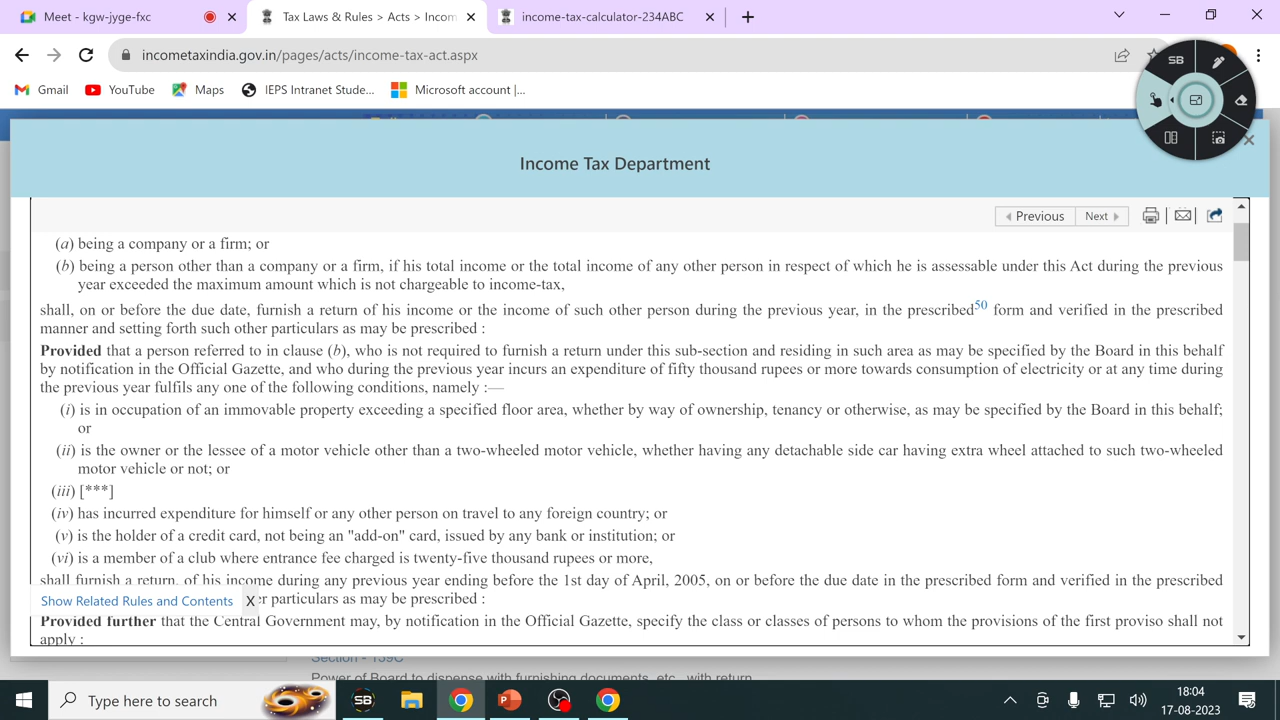 Meet - kgw-jyge-fxc
Tax Laws & Rules > Acts > Incom
income-tax-calculator-234ABC
incometaxindia.gov.in/pages/acts/income-tax-act.aspx
SB
Gmail
YouTube
Maps
IEPS Intranet Stude...
Microsoft account |...
Income Tax Department
Previous
Next
(a) being a company or a firm; or
(b) being a person other than a company or a firm, if his total income or the total income of any other person in respect of which he is assessable under this Act during the previous
year exceeded the maximum amount which is not chargeable to income-tax,
shall, on or before the due date, furnish a return of his income or the income of such other person during the previous year, in the prescribed50 form and verified in the prescribed
manner and setting forth such other particulars as may be prescribed :
Provided that a person referred to in clause (b), who is not required to furnish a return under this sub-section and residing in such area as may be specified by the Board in this behalf
by notification in the Official Gazette, and who during the previous year incurs an expenditure of fifty thousand rupees or more towards consumption of electricity or at any time during
the previous year fulfils any one of the following conditions, namely :—
(i) is in occupation of an immovable property exceeding a specified floor area, whether by way of ownership, tenancy or otherwise, as may be specified by the Board in this behalf;
or
(ii) is the owner or the lessee of a motor vehicle other than a two-wheeled motor vehicle, whether having any detachable side car having extra wheel attached to such two-wheeled
motor vehicle or not; or
(iii) [***]
(iv) has incurred expenditure for himself or any other person on travel to any foreign country; or
(v) is the holder of a credit card, not being an "add-on" card, issued by any bank or institution; or
(vi) is a member of a club where entrance fee charged is twenty-five thousand rupees or more,
shall furnish a return, of his income during any previous year ending before the 1st day of April, 2005, on or before the due date in the prescribed form and verified in the prescribed
Show Related Rules and Contents X
er particulars as may be prescribed :
Provided further that the Central Government may, by notification in the Official Gazette, specify the class or classes of persons to whom the provisions of the first proviso shall not
apply :
Section - 139C
Power of Board to dispense with furnishing documents, etc., with return
Type here to search
SB
18:04
17-08-2023